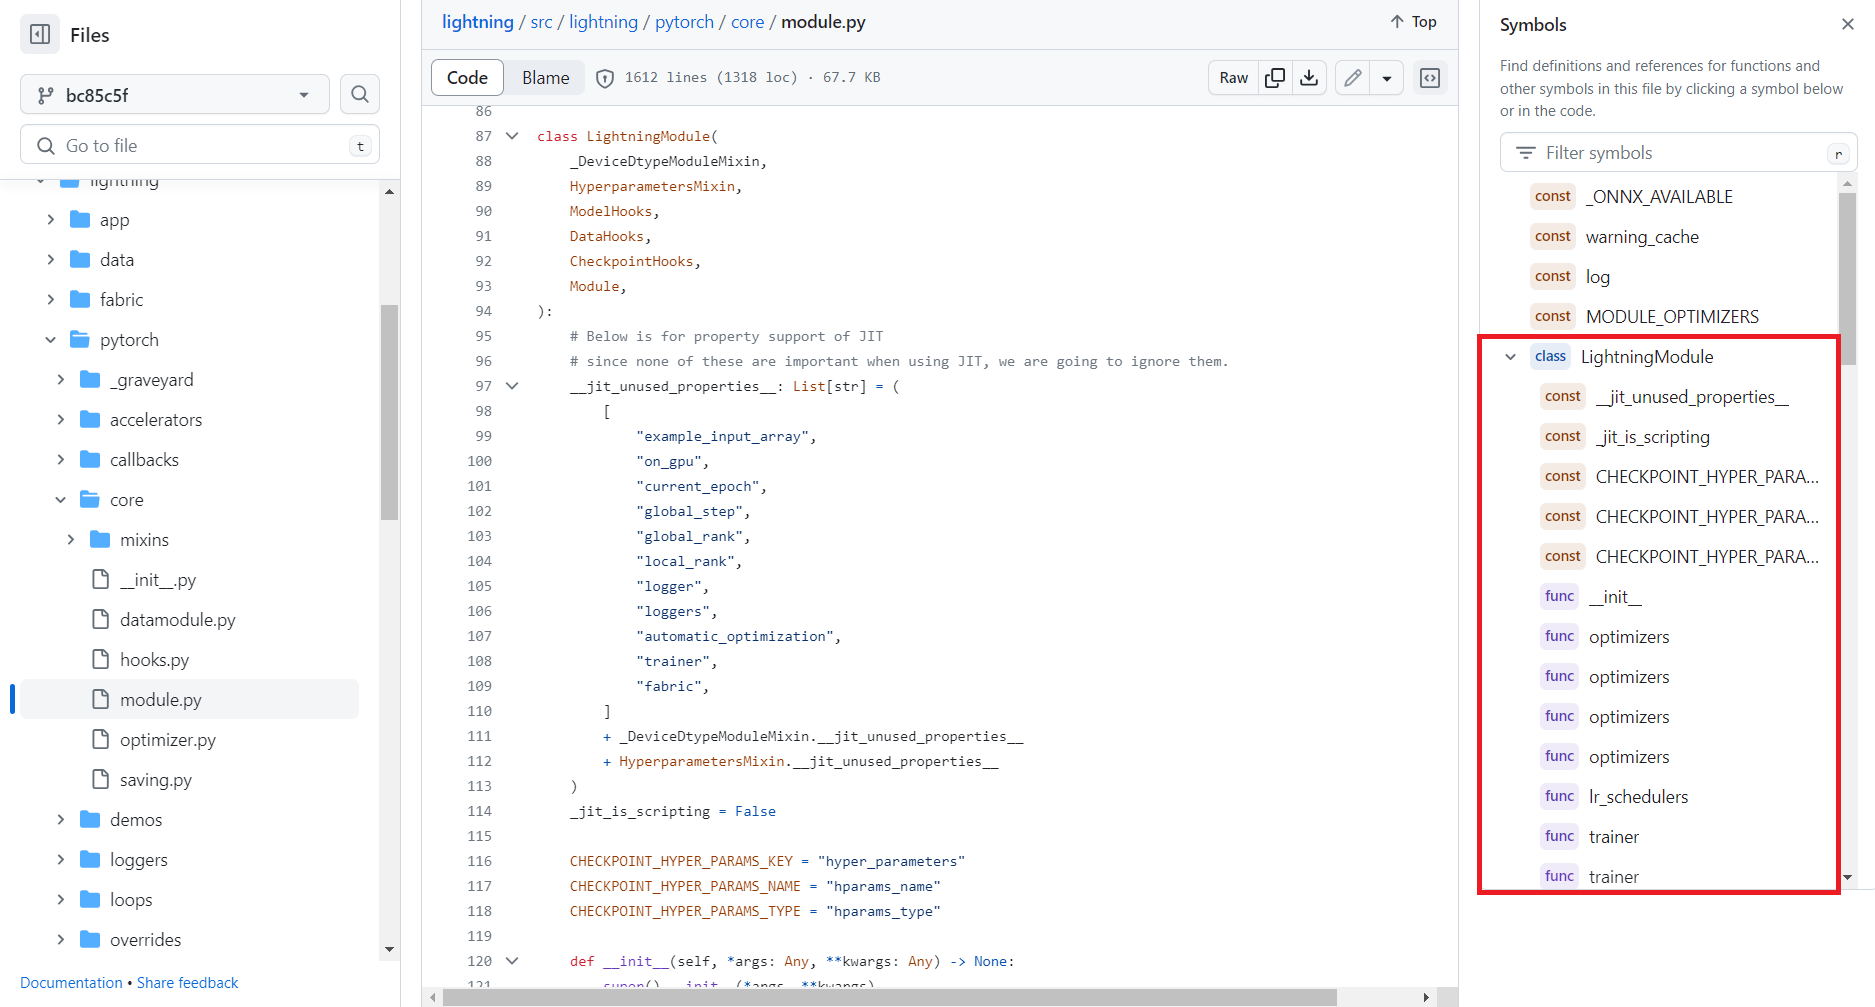 Files
bc85c5f
Go to file
t
lightning
app
data
fabric
pytorch
_graveyard
accelerators
callbacks
core
mixins
__init__.py
datamodule.py
hooks.py
module.py
optimizer.py
saving.py
demos
loggers
loops
overrides
Documentation • Share feedback
lightning / src / lightning / pytorch / core / module.py
Top
Code Blame 1612 lines (1318 loc) · 67.7 KB
Raw
86
87 class LightningModule(
88 _DeviceDtypeModuleMixin,
89 HyperparametersMixin,
90 ModelHooks,
91 DataHooks,
92 CheckpointHooks,
93 Module,
94 ):
95 # Below is for property support of JIT
96 # since none of these are important when using JIT, we are going to ignore them.
97 __jit_unused_properties__: List[str] = (
98 [
99 "example_input_array",
100 "on_gpu",
101 "current_epoch",
102 "global_step",
103 "global_rank",
104 "local_rank",
105 "logger",
106 "loggers",
107 "automatic_optimization",
108 "trainer",
109 "fabric",
110 ]
111 + _DeviceDtypeModuleMixin.__jit_unused_properties__
112 + HyperparametersMixin.__jit_unused_properties__
113 )
114 _jit_is_scripting = False
115
116 CHECKPOINT_HYPER_PARAMS_KEY = "hyper_parameters"
117 CHECKPOINT_HYPER_PARAMS_NAME = "hparams_name"
118 CHECKPOINT_HYPER_PARAMS_TYPE = "hparams_type"
119
120 def __init__(self, *args: Any, **kwargs: Any) -> None:
121 super().__init__(*args, **kwargs)
Symbols
Find definitions and references for functions and
other symbols in this file by clicking a symbol below
or in the code.
Filter symbols
r
const _ONNX_AVAILABLE
const warning_cache
const log
const MODULE_OPTIMIZERS
class LightningModule
const __jit_unused_properties__
const _jit_is_scripting
const CHECKPOINT_HYPER_PARA...
const CHECKPOINT_HYPER_PARA...
const CHECKPOINT_HYPER_PARA...
func __init__
func optimizers
func optimizers
func optimizers
func optimizers
func lr_schedulers
func trainer
func trainer